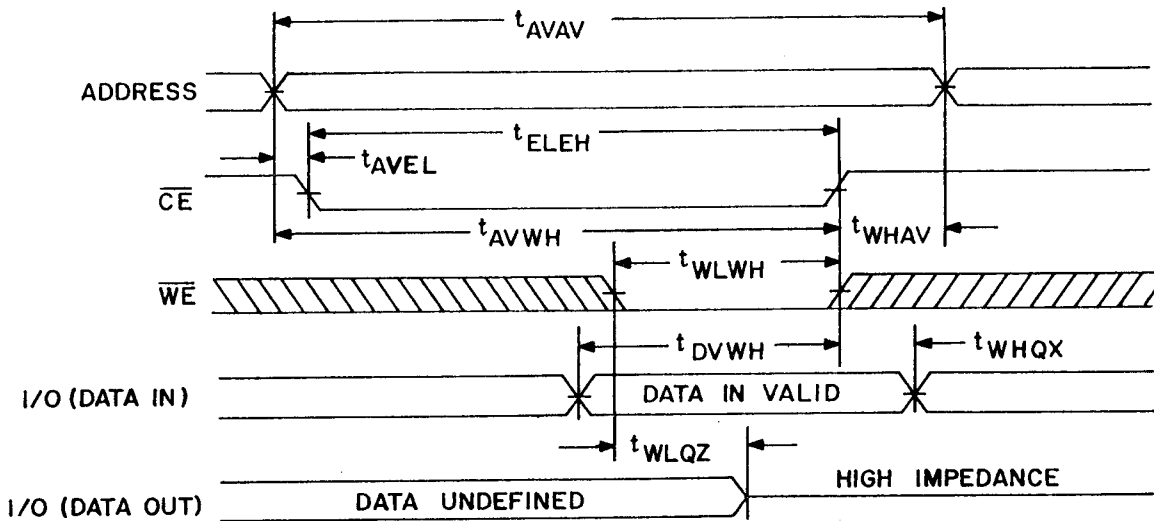 tAVAV
ADDRESS
tELEH
tAVEL
CE
tAVWH
tWHAV
tWLWH
WE
tDVWH
tWHQX
I/O (DATA IN)
DATA IN VALID
tWLQZ
HIGH IMPEDANCE
I/O (DATA OUT)
DATA UNDEFINED